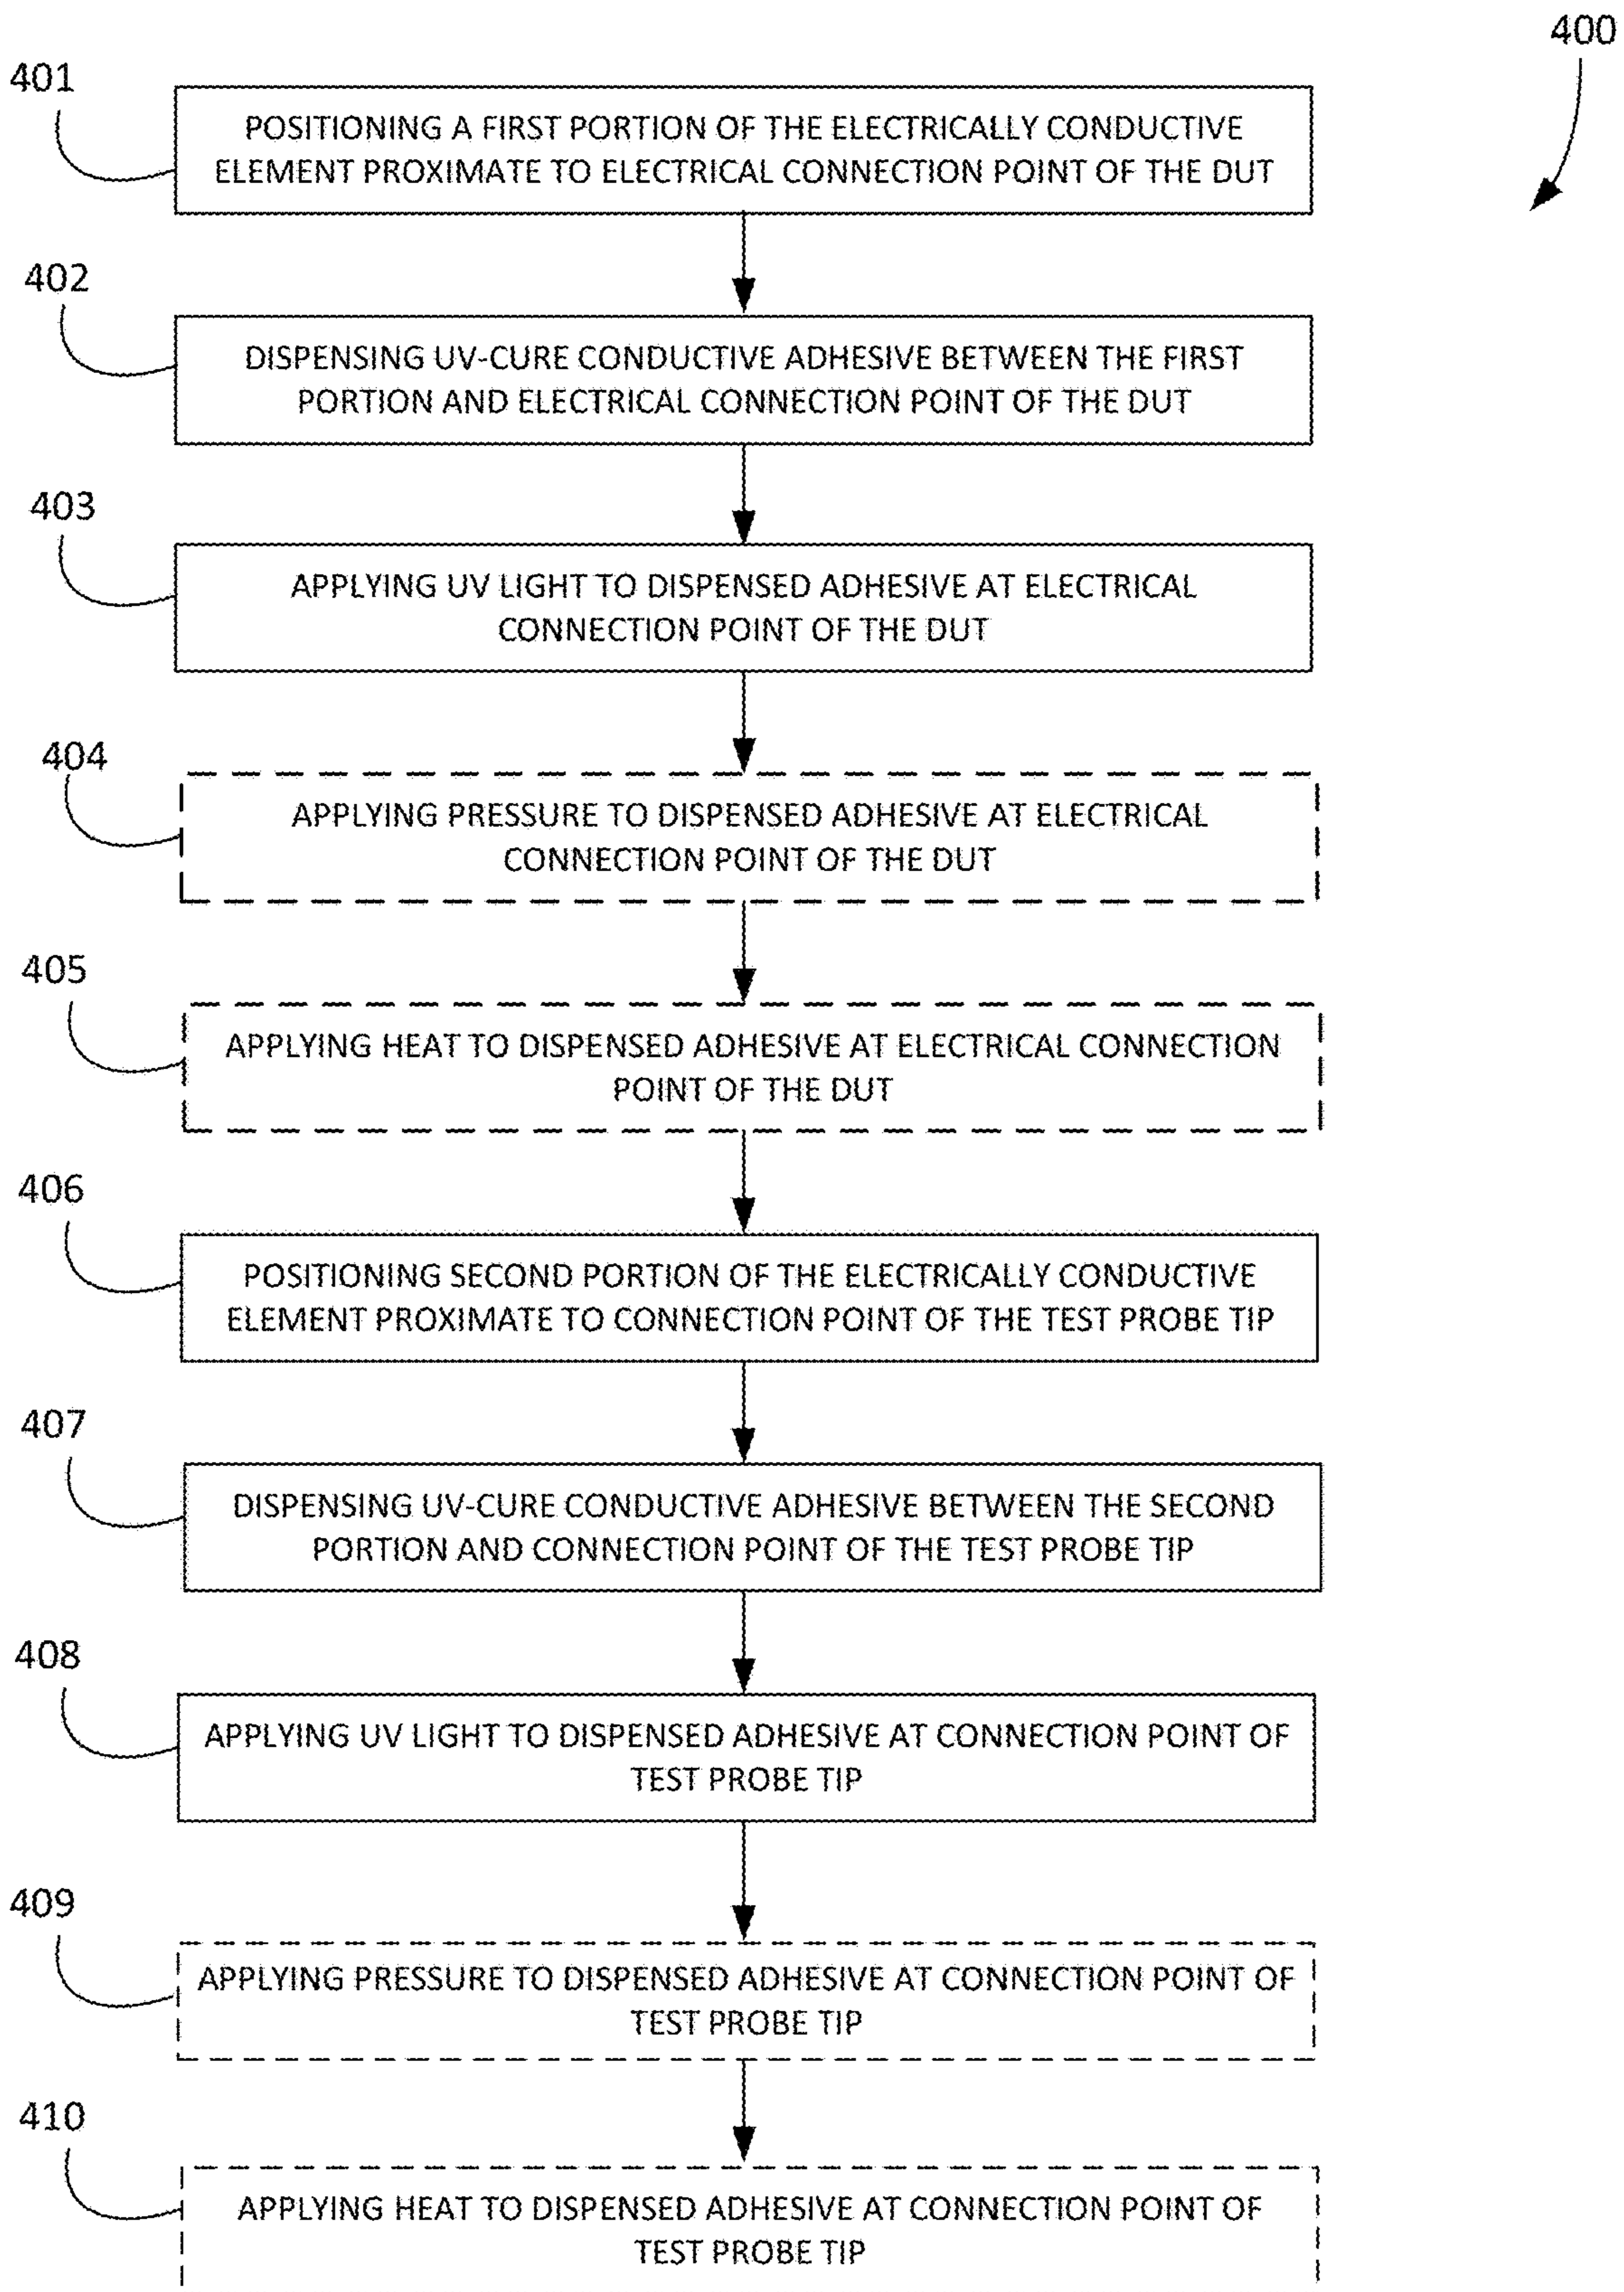 400
401
POSITIONING A FIRST PORTION OF THE ELECTRICALLY CONDUCTIVE
ELEMENT PROXIMATE TO ELECTRICAL CONNECTION POINT OF THE DUT
402
DISPENSING UV-CURE CONDUCTIVE ADHESIVE BETWEEN THE FIRST
PORTION AND ELECTRICAL CONNECTION POINT OF THE DUT
403
APPLYING UV LIGHT TO DISPENSED ADHESIVE AT ELECTRICAL
CONNECTION POINT OF THE DUT
404
APPLYING PRESSURE TO DISPENSED ADHESIVE AT ELECTRICAL
CONNECTION POINT OF THE DUT
405
APPLYING HEAT TO DISPENSED ADHESIVE AT ELECTRICAL CONNECTION
POINT OF THE DUT
406
POSITIONING SECOND PORTION OF THE ELECTRICALLY CONDUCTIVE
ELEMENT PROXIMATE TO CONNECTION POINT OF THE TEST PROBE TIP
407
DISPENSING UV-CURE CONDUCTIVE ADHESIVE BETWEEN THE SECOND
PORTION AND CONNECTION POINT OF THE TEST PROBE TIP
408
APPLYING UV LIGHT TO DISPENSED ADHESIVE AT CONNECTION POINT OF
TEST PROBE TIP
409
APPLYING PRESSURE TO DISPENSED ADHESIVE AT CONNECTION POINT OF
TEST PROBE TIP
410
APPLYING HEAT TO DISPENSED ADHESIVE AT CONNECTION POINT OF
TEST PROBE TIP